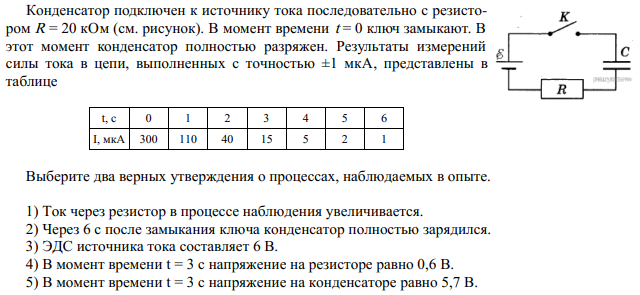 Конденсатор подключен к источнику тока последовательно с резисто-
ром R = 20 кОм (см. рисунок). В момент времени t = 0 ключ замыкают. В
этот момент конденсатор полностью разряжен. Результаты измерений
силы тока в цепи, выполненных с точностью ±1 мкА, представлены в
таблице
K
ℰ
C
R
t, с 0 1 2 3 4 5 6
I, мкА 300 110 40 15 5 2 1
Выберите два верных утверждения о процессах, наблюдаемых в опыте.
1) Ток через резистор в процессе наблюдения увеличивается.
2) Через 6 с после замыкания ключа конденсатор полностью зарядился.
3) ЭДС источника тока составляет 6 В.
4) В момент времени t = 3 с напряжение на резисторе равно 0,6 В.
5) В момент времени t = 3 с напряжение на конденсаторе равно 5,7 В.